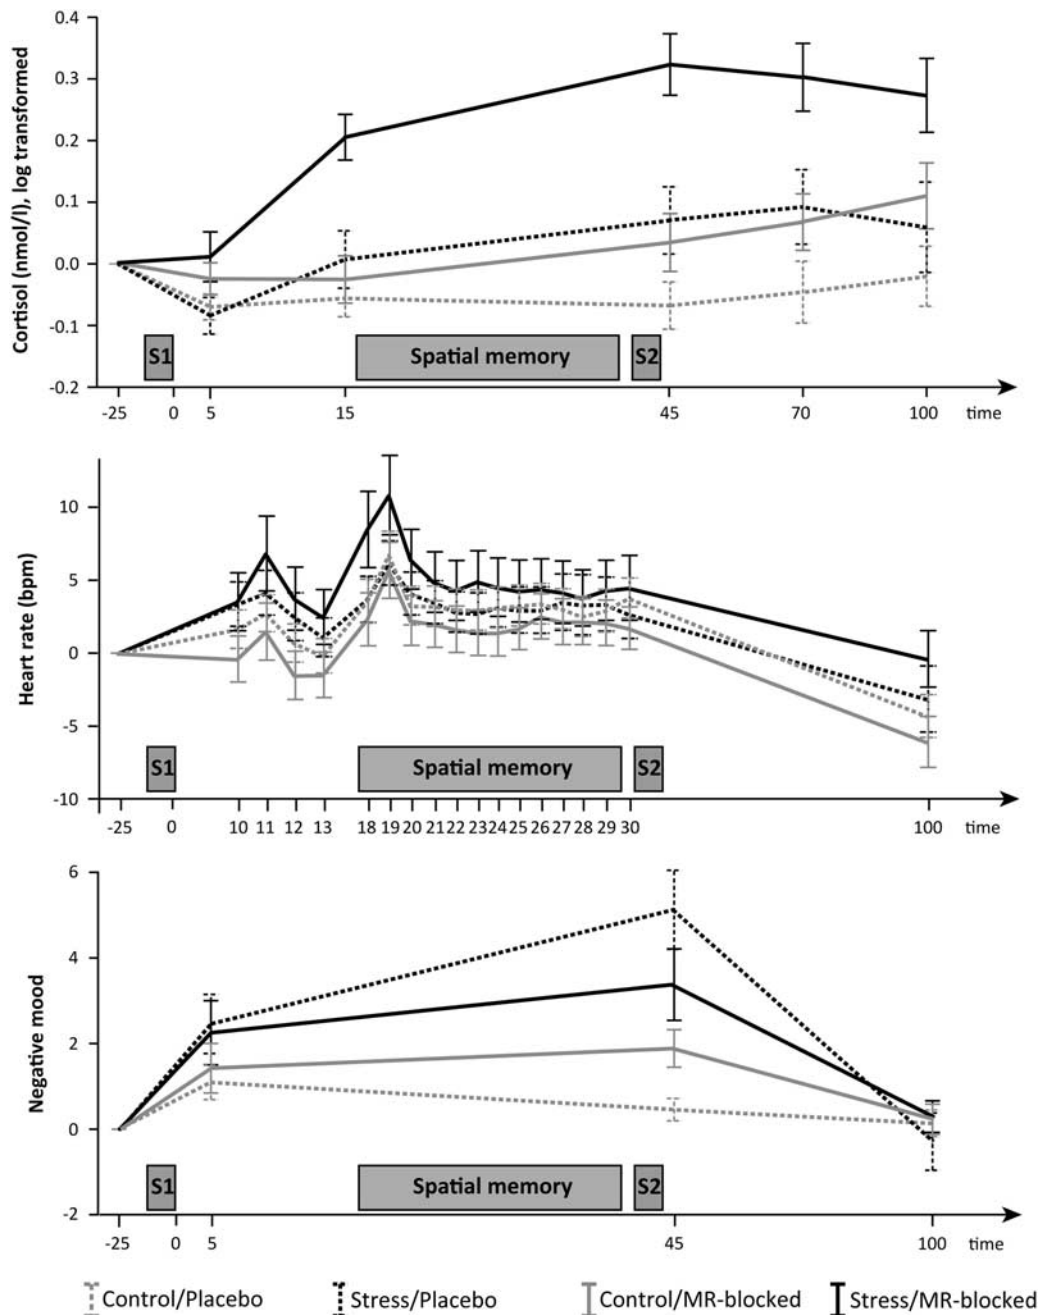 Cortisol (nmol/l), log transformed
0.4
0.3
0.2
0.1
0.0
-0.1
-0.2
S1
Spatial memory
S2
-25 0 5 15 45 70 100 time
Heart rate (bpm)
10
5
0
-5
-10
S1
Spatial memory
S2
-25 0 10 11 12 13 18 19 20 21 22 23 24 25 26 27 28 29 30 100 time
Negative mood
6
4
2
0
-2
S1
Spatial memory
S2
-25 0 5 45 100 time
Control/Placebo Stress/Placebo Control/MR-blocked Stress/MR-blocked